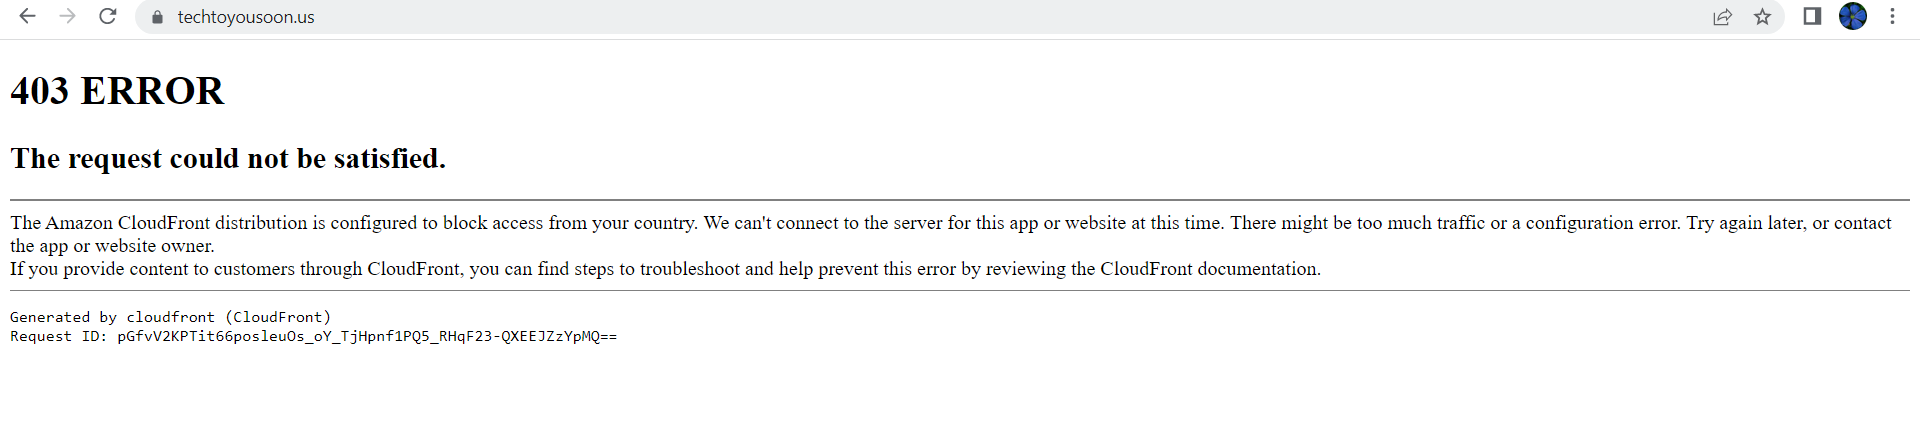 techtoyousoon.us
403 ERROR
The request could not be satisfied.
The Amazon CloudFront distribution is configured to block access from your country. We can't connect to the server for this app or website at this time. There might be too much traffic or a configuration error. Try again later, or contact
the app or website owner.
If you provide content to customers through CloudFront, you can find steps to troubleshoot and help prevent this error by reviewing the CloudFront documentation.
Generated by cloudfront (CloudFront)
Request ID: pGfvV2KPTit66posleuOs_oY_TjHpnf1PQ5_RHqF23-QXEEJZzYpMQ==